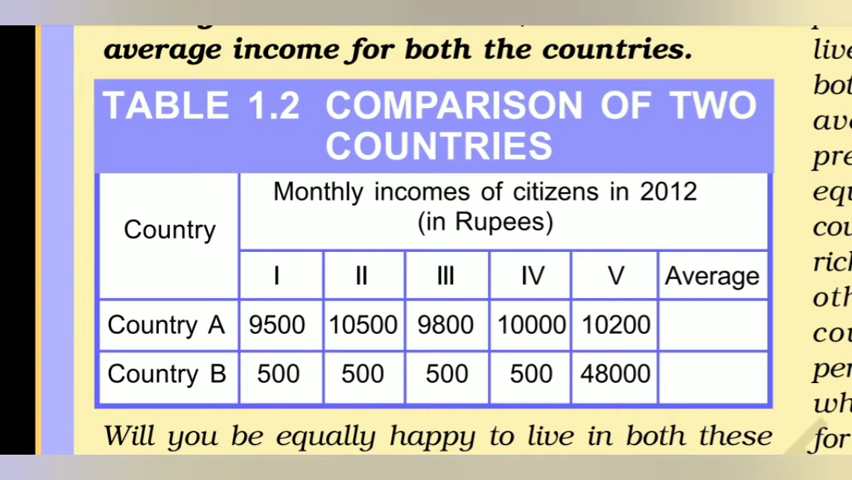 average income for both the countries.
TABLE 1.2 COMPARISON OF TWO
COUNTRIES
Country
Monthly incomes of citizens in 2012
(in Rupees)
I II III IV V Average
Country A 9500 10500 9800 10000 10200
Country B 500 500 500 500 48000
Will you be equally happy to live in both these